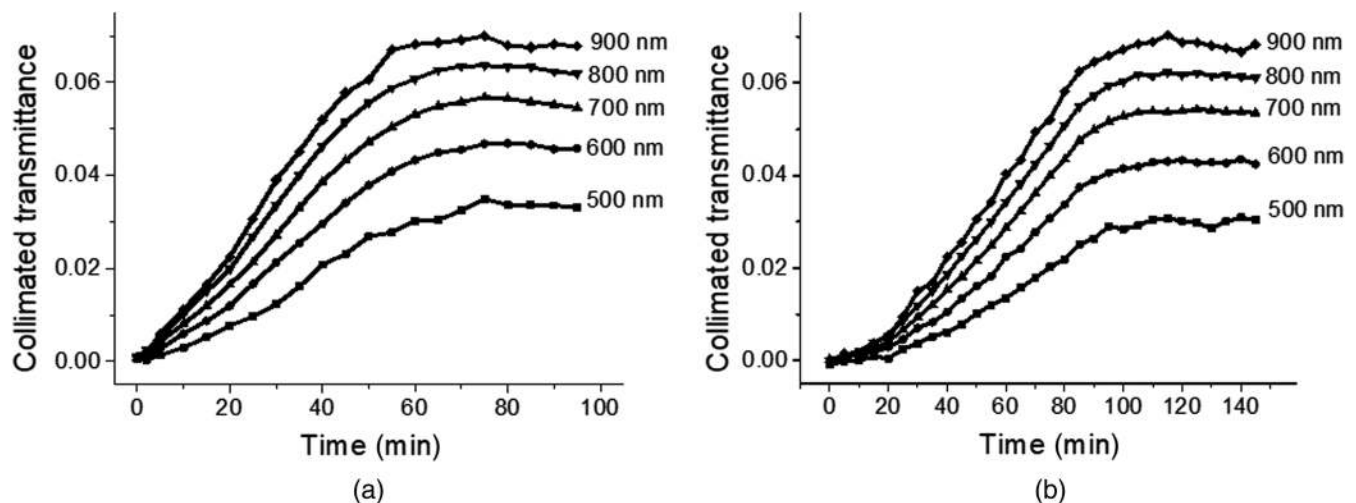 Collimated transmittance
0.06
0.04
0.02
0.00
900 nm
800 nm
700 nm
600 nm
500 nm
0 20 40 60 80 100
Time (min)
(a)
Collimated transmittance
0.06
0.04
0.02
0.00
900 nm
800 nm
700 nm
600 nm
500 nm
0 20 40 60 80 100 120 140
Time (min)
(b)